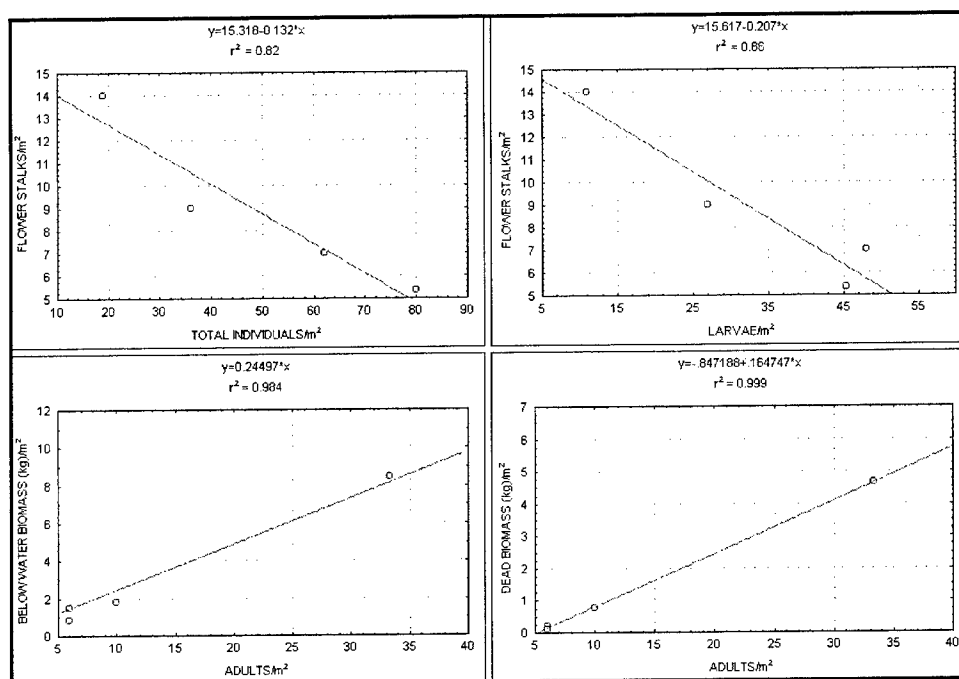 y=15.318-0.132*x
r² = 0.82
15
14
13
12
11
10
9
8
7
6
5
FLOWER STALKS/m²
10 20 30 40 50 60 70 80 90
TOTAL INDIVIDUALS/m²
y=15.617-0.207*x
15
14
13
12
11
10
9
8
7
6
5
FLOWER STALKS/m²
5 15 25 35 45 55
LARVAE/m²
y=0.24497*x
r² = 0.984
12
10
8
6
4
2
0
BELOW WATER BIOMASS (kg)/m²
5 10 15 20 25 30 35 40
ADULTS/m²
y=-.847188+.164747*x
r² = 0.999
7
6
5
4
3
2
1
0
DEAD BIOMASS (kg)/m²
5 10 15 20 25 30 35 40
ADULTS/m²